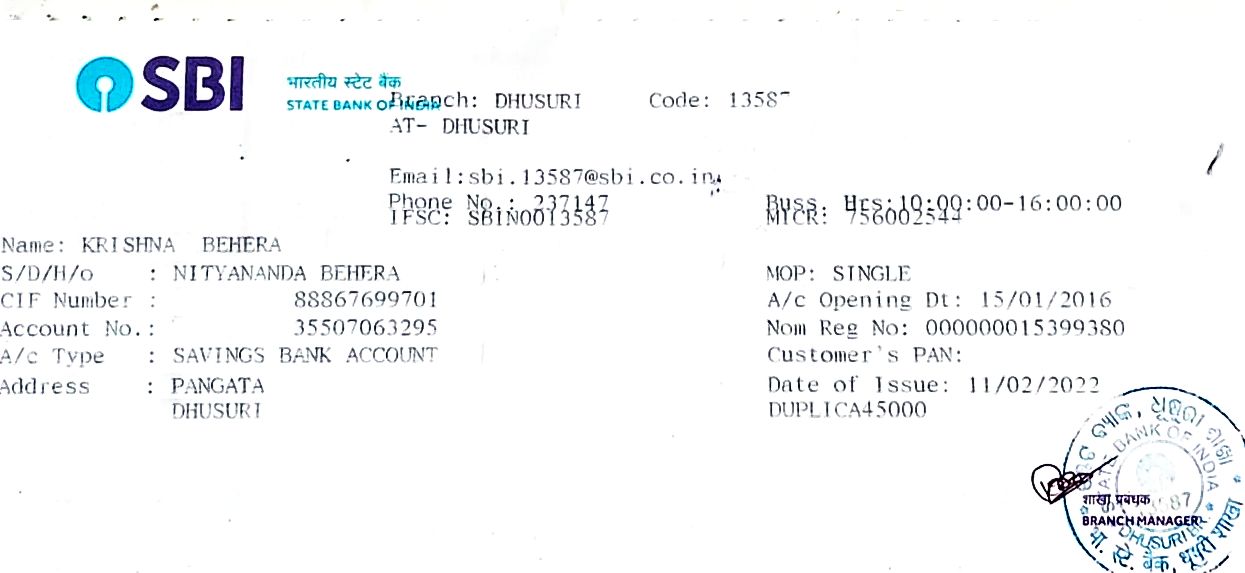 SBI
भारतीय स्टेट बैंक
STATE BANK OF INDIA
Branch: DHUSURI Code: 13587
AT- DHUSURI
Email:sbi.13587@sbi.co.in
Phone No.: 237147 Buss. Hrs:10:00:00-16:00:00
IFSC: SBIN0013587 MICR: 756002544
Name: KRISHNA BEHERA
S/D/H/o : NITYANANDA BEHERA MOP: SINGLE
CIF Number : 88867699701 A/c Opening Dt: 15/01/2016
Account No.: 35507063295 Nom Reg No: 000000015399380
A/c Type : SAVINGS BANK ACCOUNT Customer's PAN:
Address : PANGATA Date of Issue: 11/02/2022
DHUSURI DUPLICA45000
STATE BANK OF INDIA
शाखा प्रबंधक
BRANCH MANAGER
DHUSURI
भा. स्टे. बैंक, धुसुरी शाखा